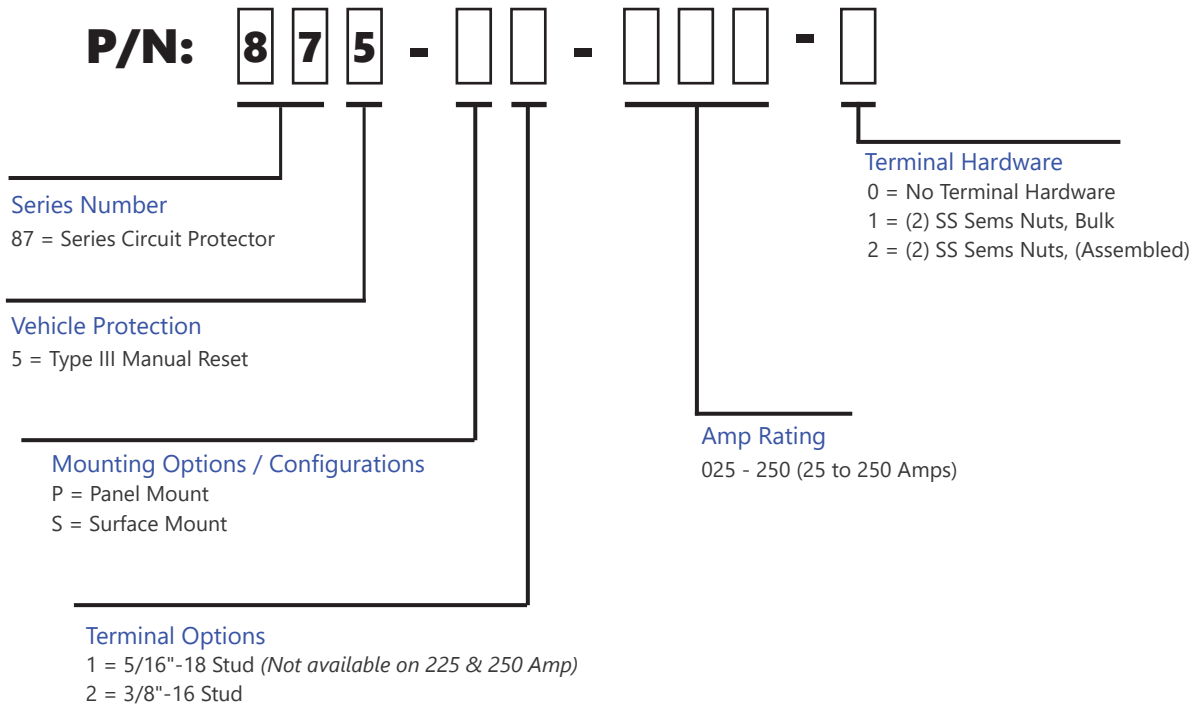 P/N: 8 7 5 - - -
Series Number
87 = Series Circuit Protector
Vehicle Protection
5 = Type III Manual Reset
Mounting Options / Configurations
P = Panel Mount
S = Surface Mount
Terminal Options
1 = 5/16"-18 Stud (Not available on 225 & 250 Amp)
2 = 3/8"-16 Stud
Amp Rating
025 - 250 (25 to 250 Amps)
Terminal Hardware
0 = No Terminal Hardware
1 = (2) SS Sems Nuts, Bulk
2 = (2) SS Sems Nuts, (Assembled)